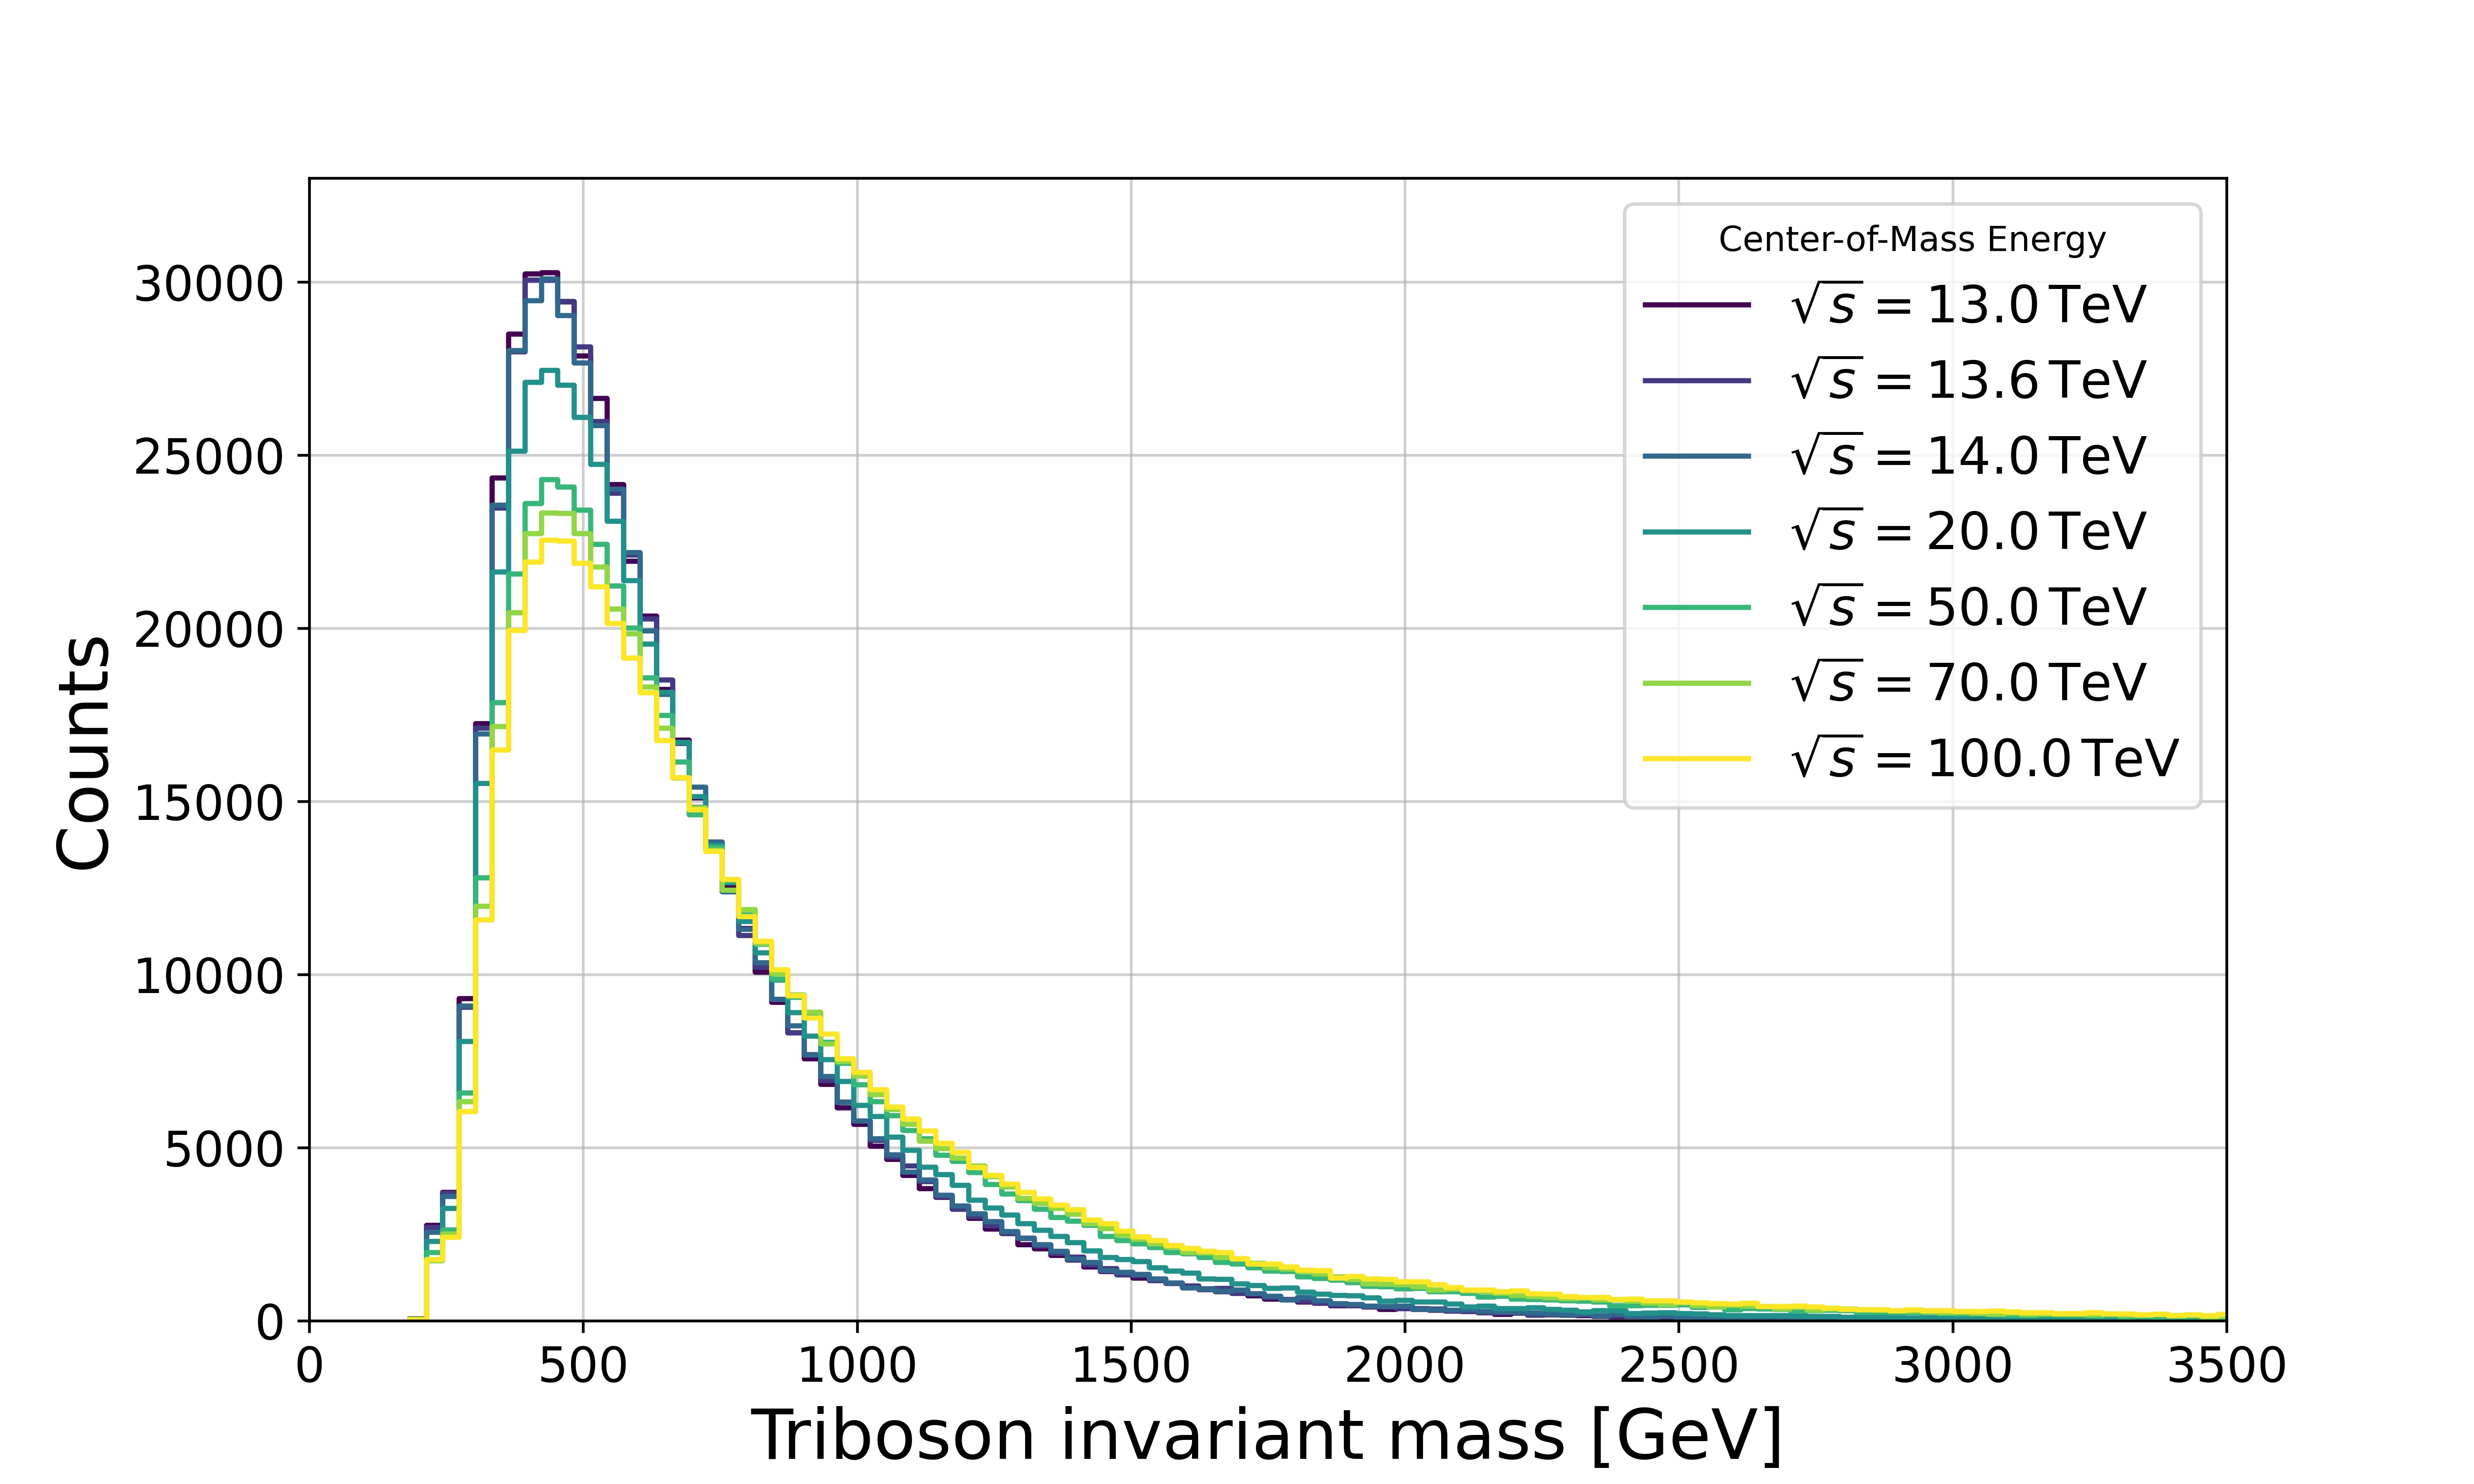 Center-of-Mass Energy
√s = 13.0 TeV
√s = 13.6 TeV
√s = 14.0 TeV
√s = 20.0 TeV
√s = 50.0 TeV
√s = 70.0 TeV
√s = 100.0 TeV
30000
25000
20000
15000
10000
5000
0
Counts
0 500 1000 1500 2000 2500 3000 3500
Triboson invariant mass [GeV]